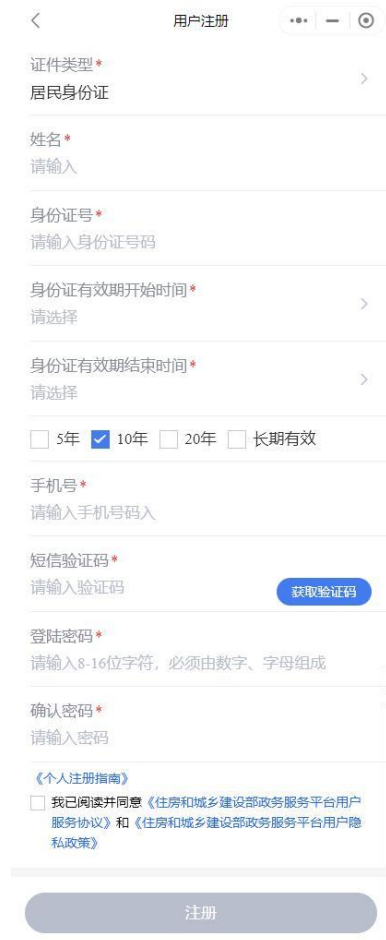 用户注册
证件类型*
居民身份证
姓名*
请输入
身份证号*
请输入身份证号码
身份证有效期开始时间*
请选择
身份证有效期结束时间*
请选择
5年 10年 20年 长期有效
手机号*
请输入手机号码入
短信验证码*
请输入验证码
获取验证码
登陆密码*
请输入8-16位字符，必须由数字、字母组成
确认密码*
请输入密码
《个人注册指南》
我已阅读并同意《住房和城乡建设部政务服务平台用户
服务协议》和《住房和城乡建设部政务服务平台用户隐
私政策》
注册